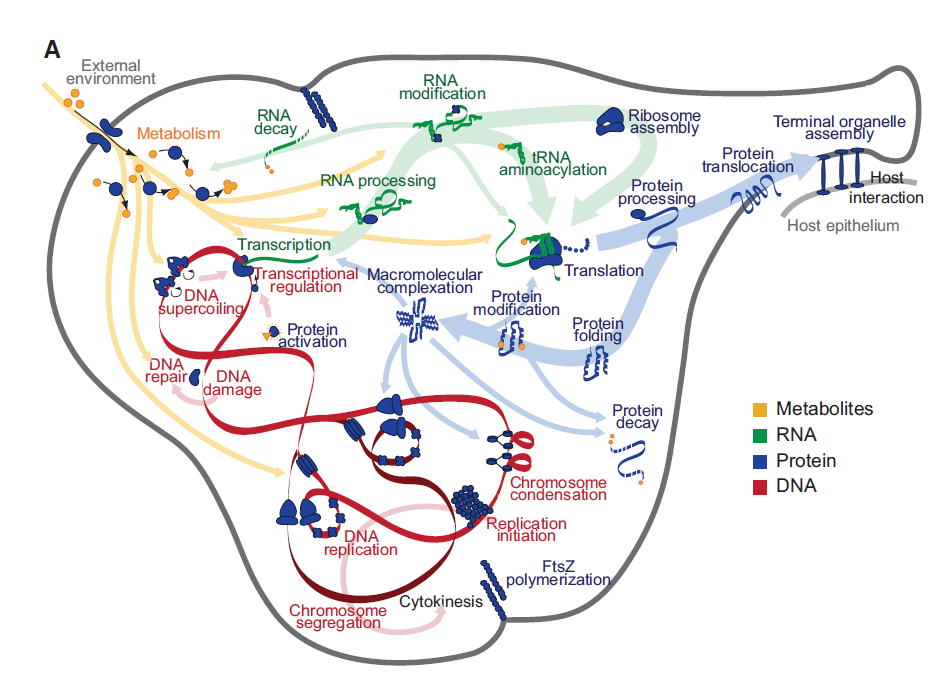 A
External
environment
Metabolism
RNA
decay
RNA
modification
Ribosome
assembly
Terminal organelle
assembly
tRNA
aminoacylation
Protein
translocation
RNA processing
Protein
processing
Host
interaction
Host epithelium
Transcription
Transcriptional
regulation
Macromolecular
complexation
Translation
DNA
supercoiling
Protein
modification
Protein
activation
Protein
folding
DNA
repair
DNA
damage
Protein
decay
Metabolites
RNA
Protein
DNA
Chromosome
condensation
Replication
initiation
DNA
replication
FtsZ
polymerization
Chromosome
segregation
Cytokinesis